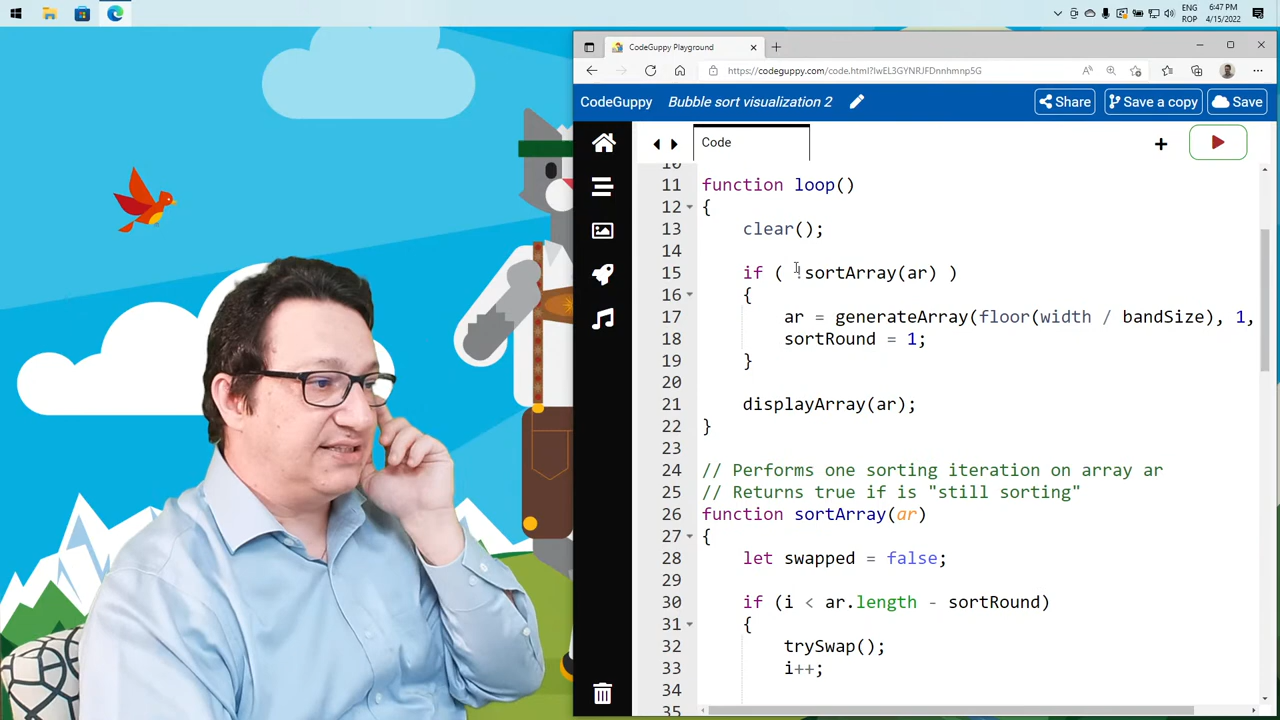 ENG
6:47 PM
ROP
4/15/2022
CodeGuppy Playground
https://codeguppy.com/code.html?lwEL3GYNRJFDnnhmnp5G
CodeGuppy
Bubble sort visualization 2
Share
Save a copy
Save
Code
10
11 function loop()
12 {
13 clear();
14
15 if ( !sortArray(ar) )
16 {
17 ar = generateArray(floor(width / bandSize), 1,
18 sortRound = 1;
19 }
20
21 displayArray(ar);
22 }
23
24 // Performs one sorting iteration on array ar
25 // Returns true if is "still sorting"
26 function sortArray(ar)
27 {
28 let swapped = false;
29
30 if (i < ar.length - sortRound)
31 {
32 trySwap();
33 i++;
34
35